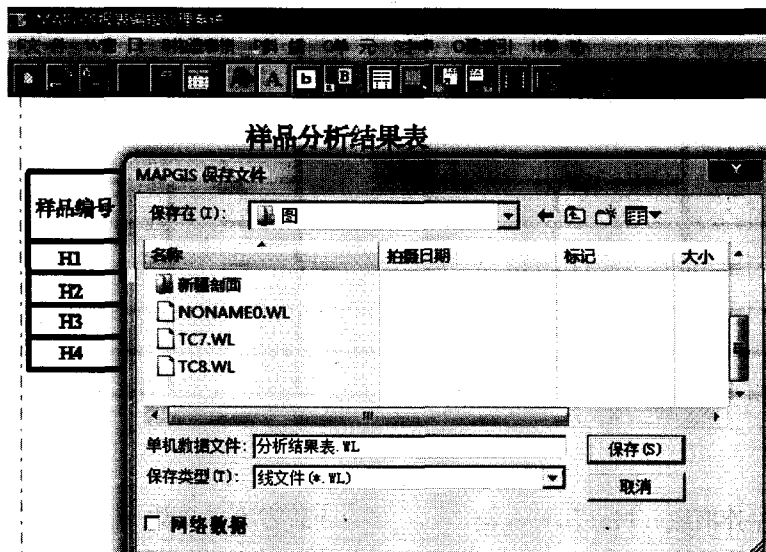 样品分析结果表
样品编号
H1
H2
H3
H4
MAPGIS 保存文件
保存在(I): 图
名称 拍摄日期 标记 大小
新疆剖面
NONAME0.WL
TC7.WL
TC8.WL
单机数据文件: 分析结果表.WL
保存(S)
保存类型(T): 线文件(*.WL)
取消
网络数据